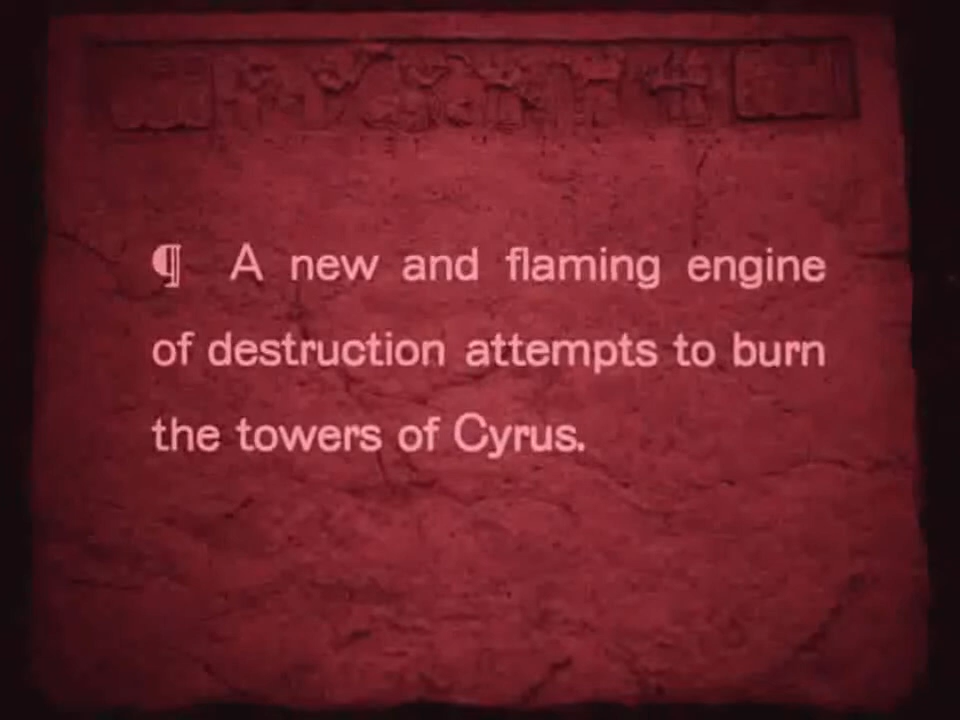 ¶ A new and flaming engine
of destruction attempts to burn
the towers of Cyrus.